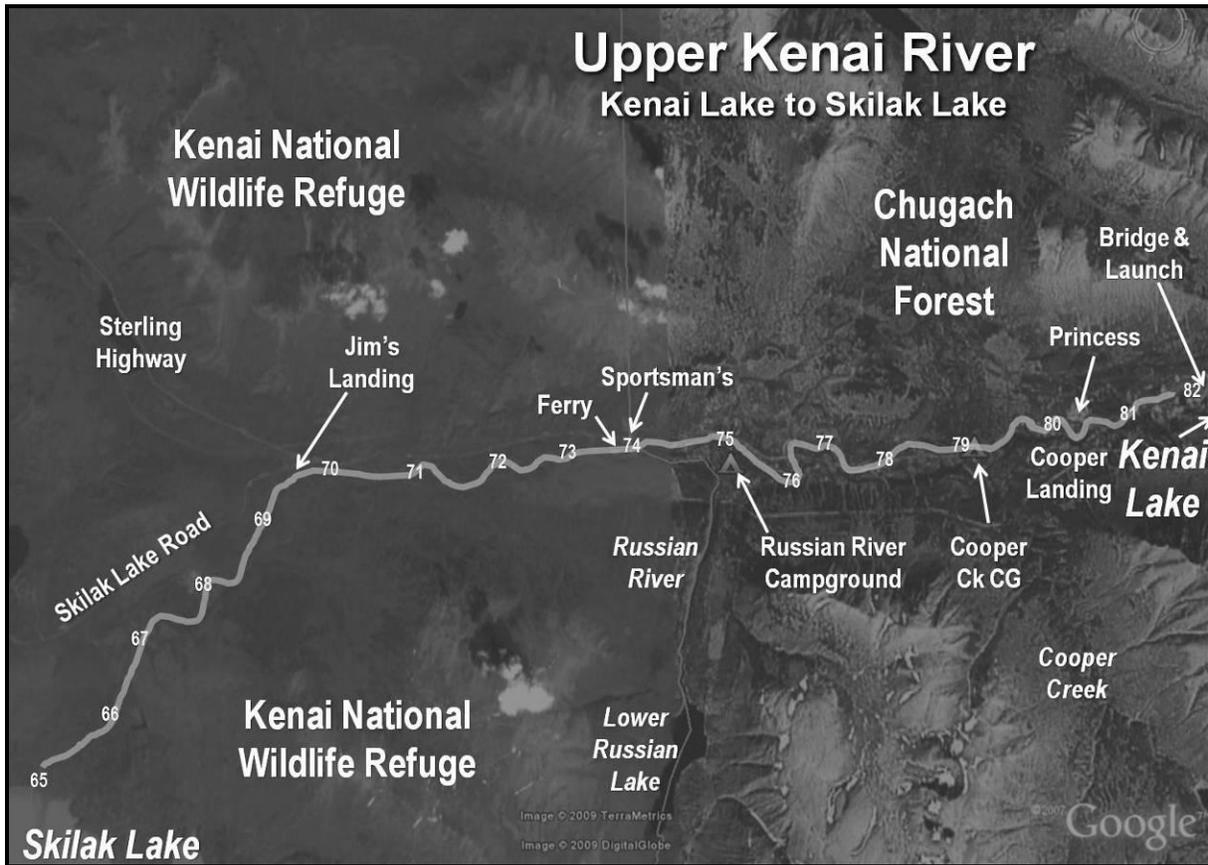 Upper Kenai River
Kenai Lake to Skilak Lake
Kenai National
Wildlife Refuge
Chugach
National
Forest
Bridge &
Launch
Sterling
Highway
Jim's
Landing
Princess
Sportsman's
Ferry
82
81
80
79
78
77
76
75
74
73
72
71
70
69
68
67
66
65
Cooper
Landing
Kenai
Lake
Skilak Lake Road
Russian
River
Russian River
Campground
Cooper
Ck CG
Cooper
Creek
Kenai National
Wildlife Refuge
Lower
Russian
Lake
Skilak Lake
Image © 2009 TerraMetrics
Image © 2009 DigitalGlobe
©2007 Google